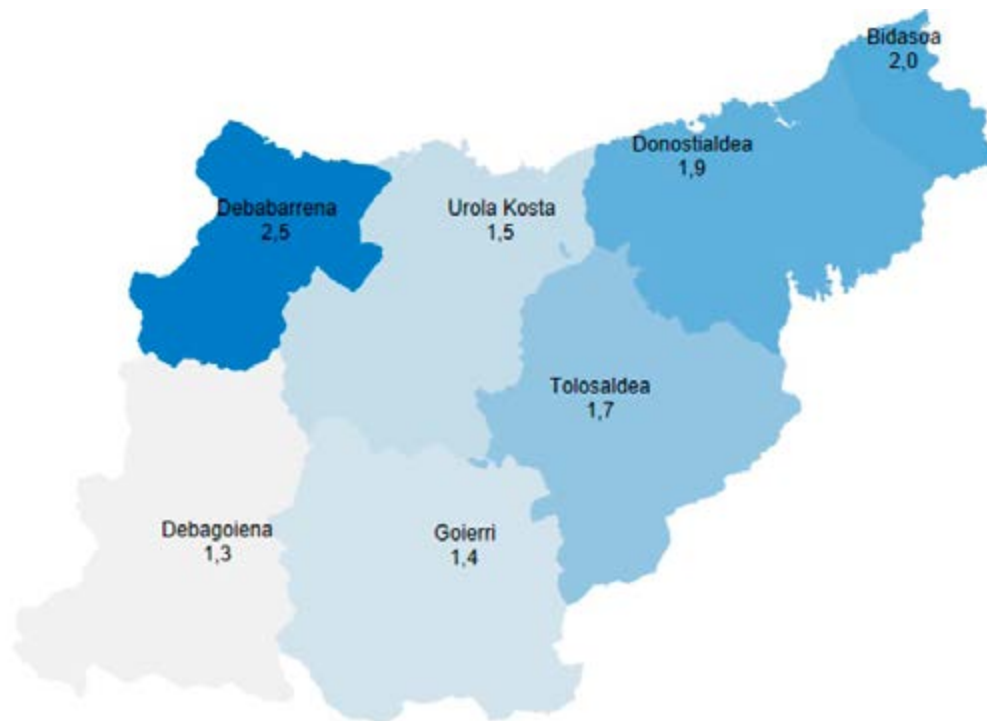 Bidasoa
2,0
Donostialdea
1,9
Debabarrena
2,5
Urola Kosta
1,5
Tolosaldea
1,7
Debagoiena
1,3
Goierri
1,4